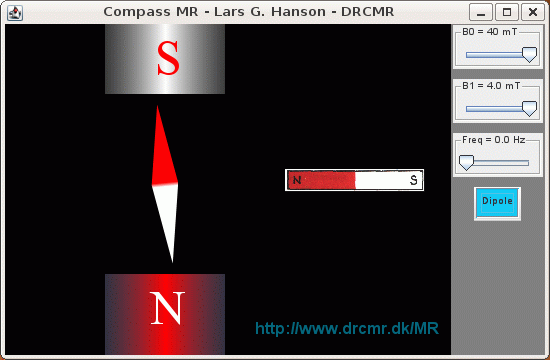 Compass MR - Lars G. Hanson - DRCMR
S
N S
N
http://www.drcmr.dk/MR
B0 = 40 mT
B1 = 4.0 mT
Freq = 0.0 Hz
Dipole